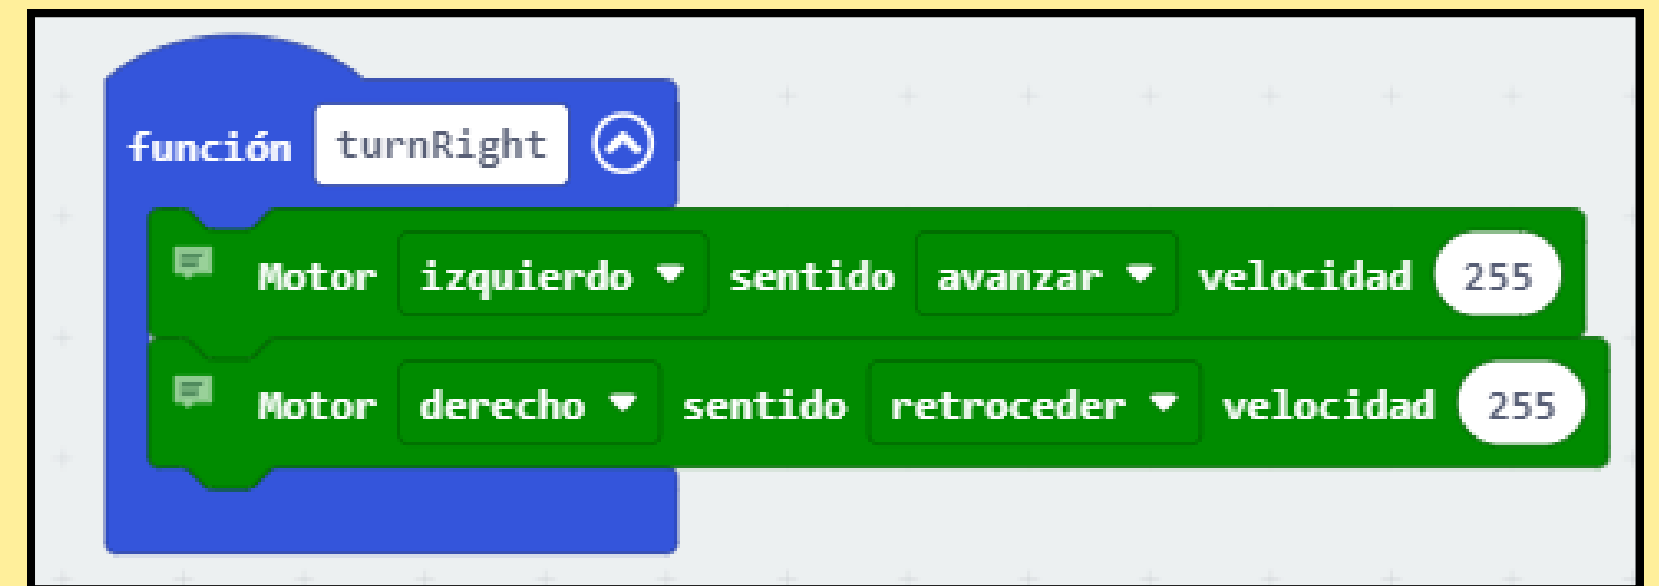 función turnRight
Motor izquierdo sentido avanzar velocidad 255
Motor derecho sentido retroceder velocidad 255